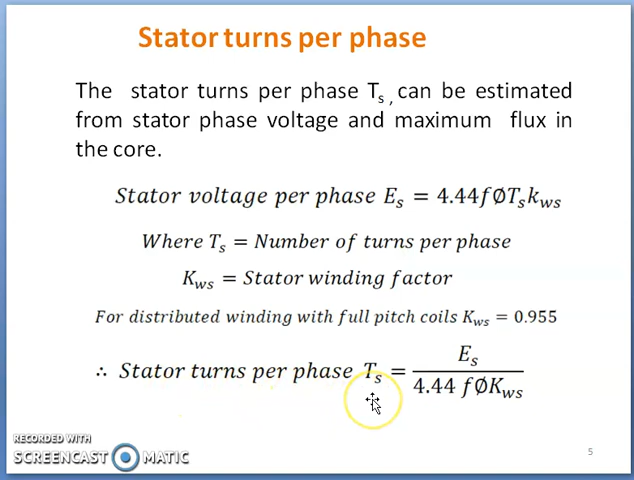 Stator turns per phase
The stator turns per phase Ts , can be estimated
from stator phase voltage and maximum flux in
the core.
Stator voltage per phase Es = 4.44fØTskws
Where Ts = Number of turns per phase
Kws = Stator winding factor
For distributed winding with full pitch coils Kws = 0.955
∴ Stator turns per phase Ts = Es / 4.44 fØKws
RECORDED WITH
SCREENCAST MATIC
5